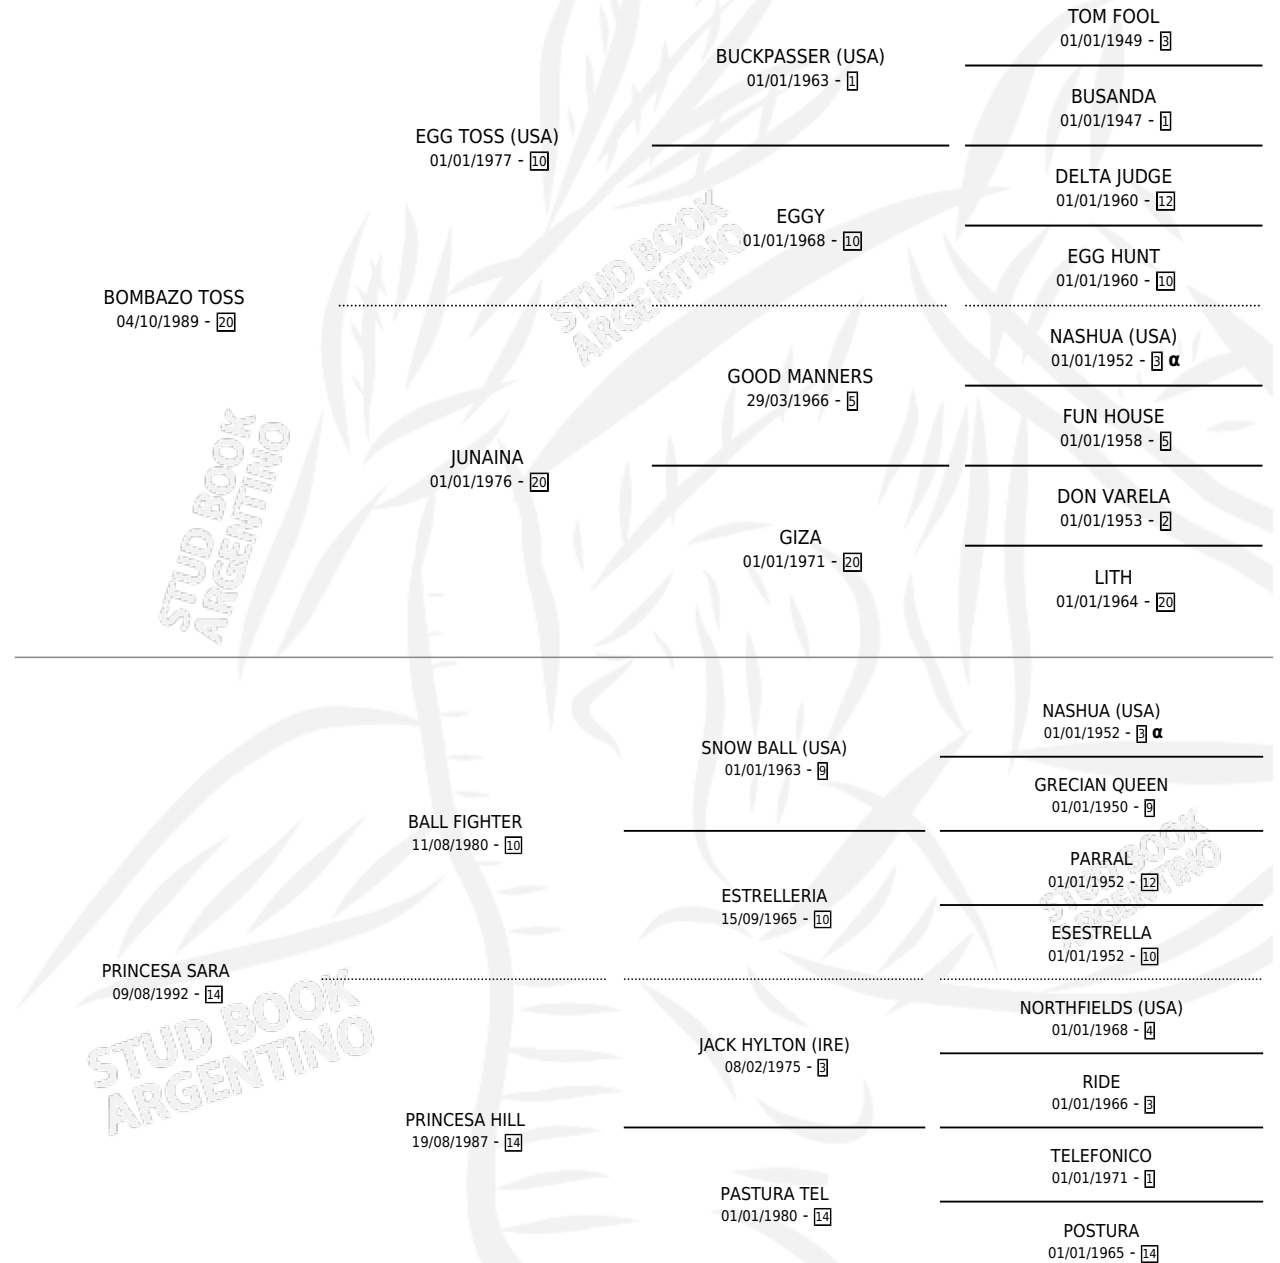 TOM FOOL
01/01/1949 - 3
BUCKPASSER (USA)
01/01/1963 - 1
BUSANDA
01/01/1947 - 1
EGG TOSS (USA)
01/01/1977 - 10
DELTA JUDGE
01/01/1960 - 12
EGGY
01/01/1968 - 10
EGG HUNT
01/01/1960 - 10
BOMBAZO TOSS
04/10/1989 - 20
NASHUA (USA)
01/01/1952 - 3 α
GOOD MANNERS
29/03/1966 - 5
FUN HOUSE
01/01/1958 - 5
JUNAINA
01/01/1976 - 20
DON VARELA
01/01/1953 - 2
GIZA
01/01/1971 - 20
LITH
01/01/1964 - 20
STUD BOOK
ARGENTINO
STUD BOOK
ARGENTINO
NASHUA (USA)
01/01/1952 - 3 α
SNOW BALL (USA)
01/01/1963 - 9
GRECIAN QUEEN
01/01/1950 - 9
BALL FIGHTER
11/08/1980 - 10
PARRAL
01/01/1952 - 12
ESTRELLERIA
15/09/1965 - 10
ESESTRELLA
01/01/1952 - 10
PRINCESA SARA
09/08/1992 - 14
NORTHFIELDS (USA)
01/01/1968 - 4
JACK HYLTON (IRE)
08/02/1975 - 3
RIDE
01/01/1966 - 3
PRINCESA HILL
19/08/1987 - 14
TELEFONICO
01/01/1971 - 1
PASTURA TEL
01/01/1980 - 14
POSTURA
01/01/1965 - 14
STUD BOOK
ARGENTINO
STUD BOOK
ARGENTINO